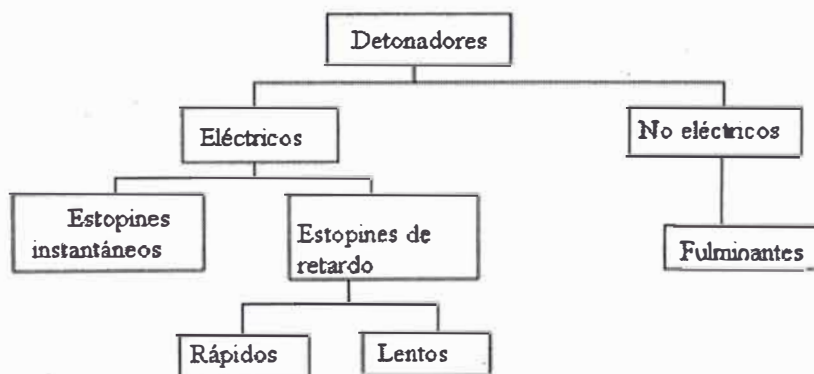 Detonadores
Eléctricos
No eléctricos
Estopines
instantáneos
Estopines de
retardo
Fulminantes
Rápidos
Lentos